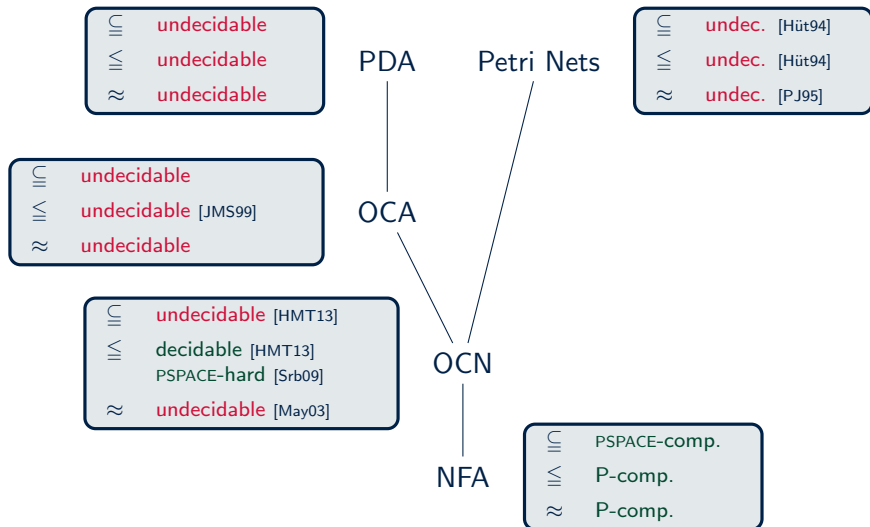 ⫅ undecidable
≦ undecidable
≈ undecidable
PDA
Petri Nets
⫅ undec. [Hüt94]
≦ undec. [Hüt94]
≈ undec. [PJ95]
⫅ undecidable
≦ undecidable [JMS99]
≈ undecidable
OCA
⫅ undecidable [HMT13]
≦ decidable [HMT13]
PSPACE-hard [Srb09]
≈ undecidable [May03]
OCN
NFA
⫅ PSPACE-comp.
≦ P-comp.
≈ P-comp.